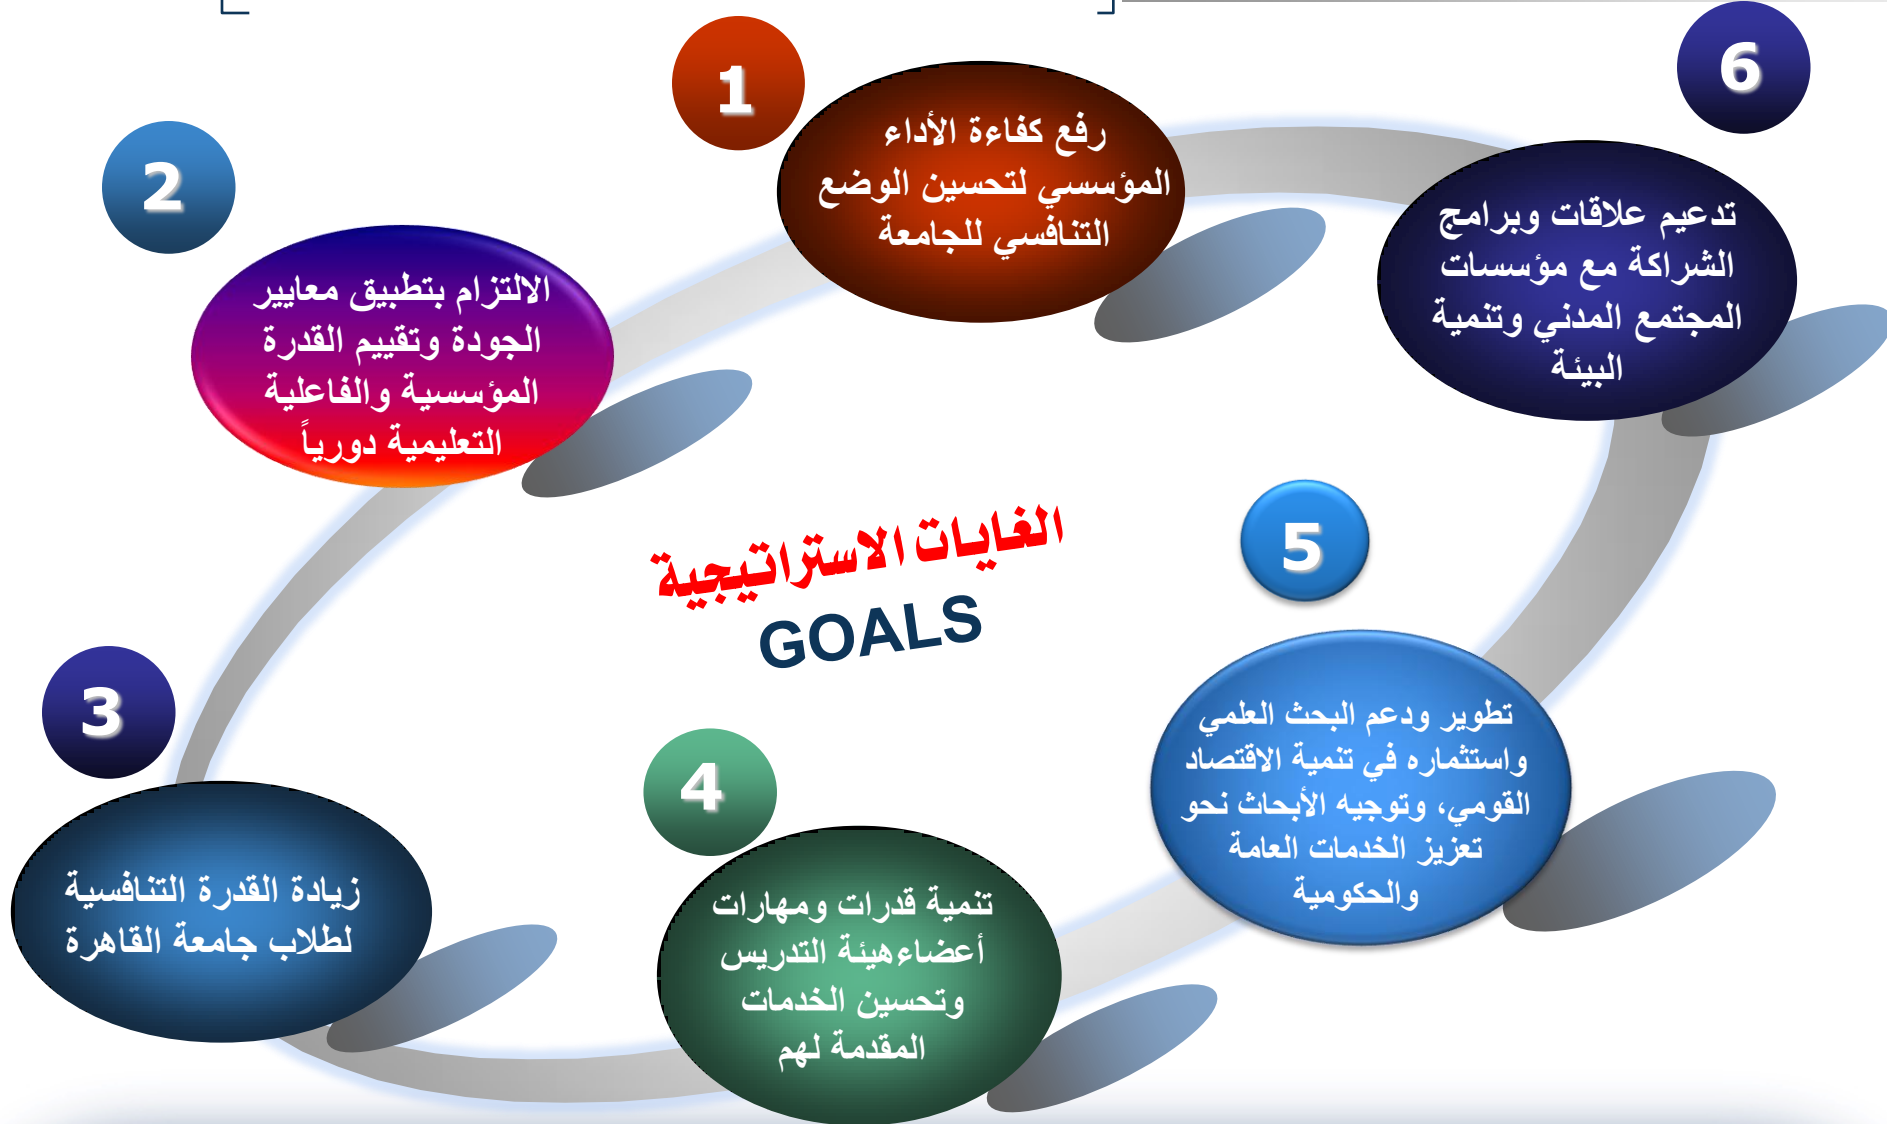 1
رفع كفاءة الأداء
المؤسسي لتحسين الوضع
التنافسي للجامعة
2
الالتزام بتطبيق معايير
الجودة وتقييم القدرة
المؤسسية والفاعلية
التعليمية دورياً
3
زيادة القدرة التنافسية
لطلاب جامعة القاهرة
4
تنمية قدرات ومهارات
أعضاءهيئة التدريس
وتحسين الخدمات
المقدمة لهم
5
تطوير ودعم البحث العلمي
واستثماره في تنمية الاقتصاد
القومي، وتوجيه الأبحاث نحو
تعزيز الخدمات العامة
والحكومية
6
تدعيم علاقات وبرامج
الشراكة مع مؤسسات
المجتمع المدني وتنمية
البيئة
الغايات الاستراتيجية
GOALS